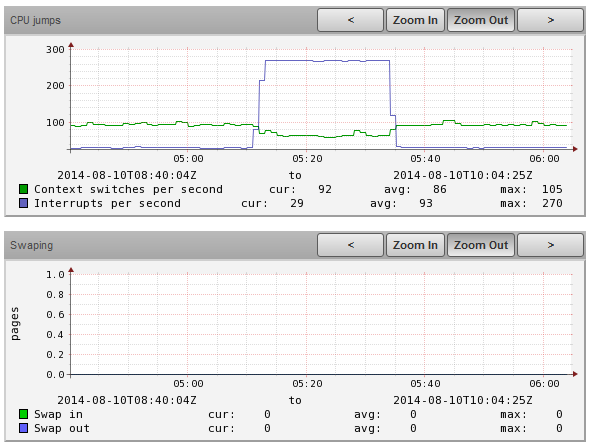 CPU jumps < Zoom In Zoom Out >
300
200
100
05:00 05:20 05:40 06:00
2014-08-10T08:40:04Z to 2014-08-10T10:04:25Z
Context switches per second cur: 92 avg: 86 max: 105
Interrupts per second cur: 29 avg: 93 max: 270
Swaping < Zoom In Zoom Out >
1.0
0.8
0.6
pages
0.4
0.2
0.0
05:00 05:20 05:40 06:00
2014-08-10T08:40:04Z to 2014-08-10T10:04:25Z
Swap in cur: 0 avg: 0 max: 0
Swap out cur: 0 avg: 0 max: 0